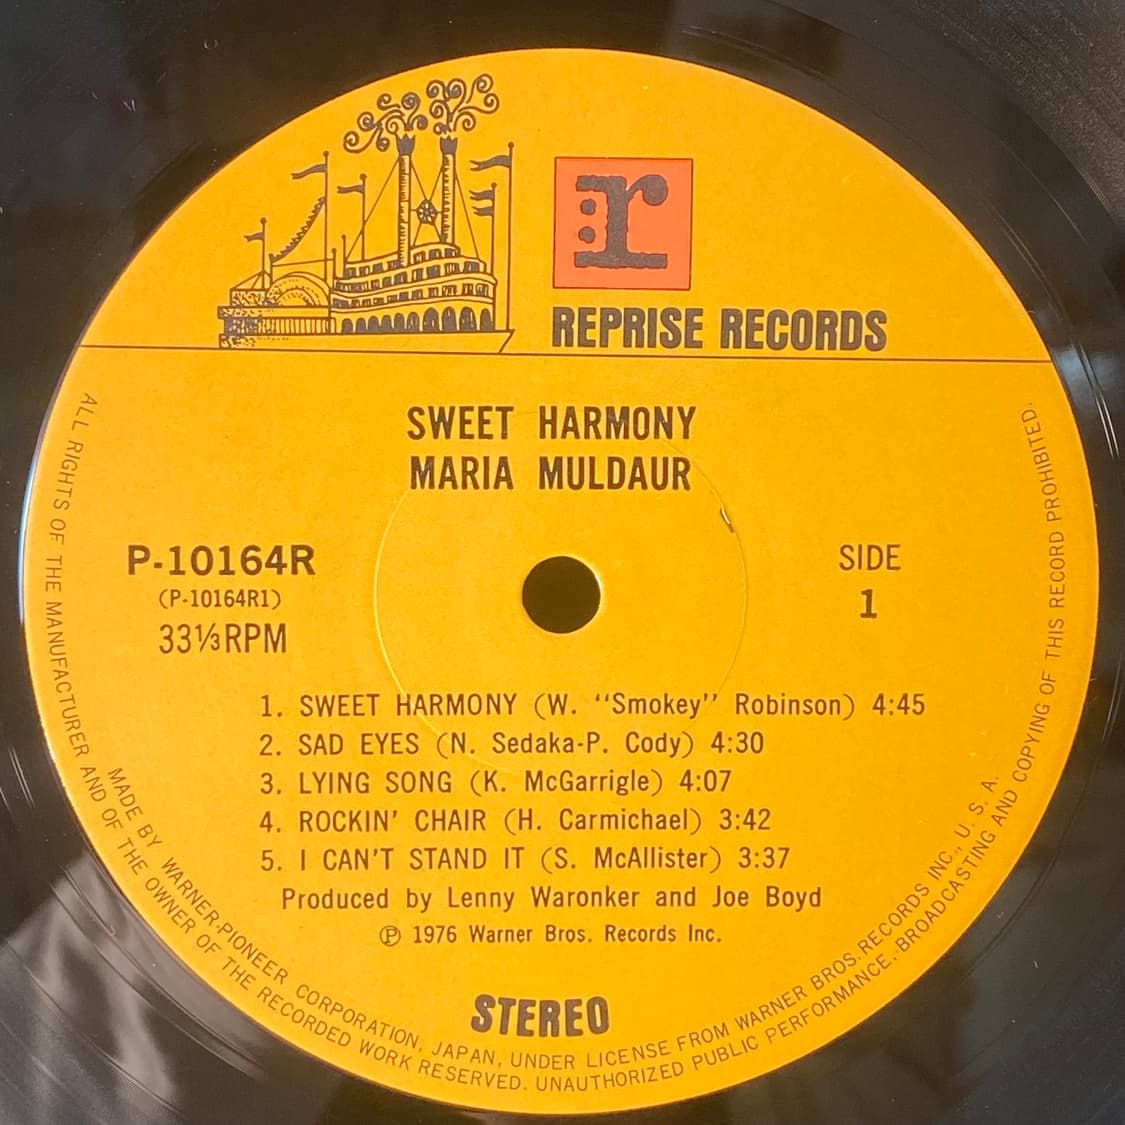 r
REPRISE RECORDS
SWEET HARMONY
MARIA MULDAUR
P-10164R
(P-10164R1)
33⅓RPM
SIDE
1
1. SWEET HARMONY (W. “Smokey” Robinson) 4:45
2. SAD EYES (N. Sedaka-P. Cody) 4:30
3. LYING SONG (K. McGarrigle) 4:07
4. ROCKIN’ CHAIR (H. Carmichael) 3:42
5. I CAN’T STAND IT (S. McAllister) 3:37
Produced by Lenny Waronker and Joe Boyd
Ⓟ 1976 Warner Bros. Records Inc.
STEREO
MADE BY WARNER-PIONEER CORPORATION, JAPAN, UNDER LICENSE FROM WARNER BROS. RECORDS INC., U. S. A.
ALL RIGHTS OF THE MANUFACTURER AND OF THE OWNER OF THE RECORDED WORK RESERVED. UNAUTHORIZED PUBLIC PERFORMANCE, BROADCASTING AND COPYING OF THIS RECORD PROHIBITED.